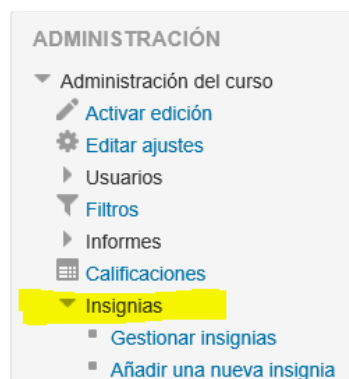 ADMINISTRACIÓN
Administración del curso
Activar edición
Editar ajustes
Usuarios
Filtros
Informes
Calificaciones
Insignias
Gestionar insignias
Añadir una nueva insignia